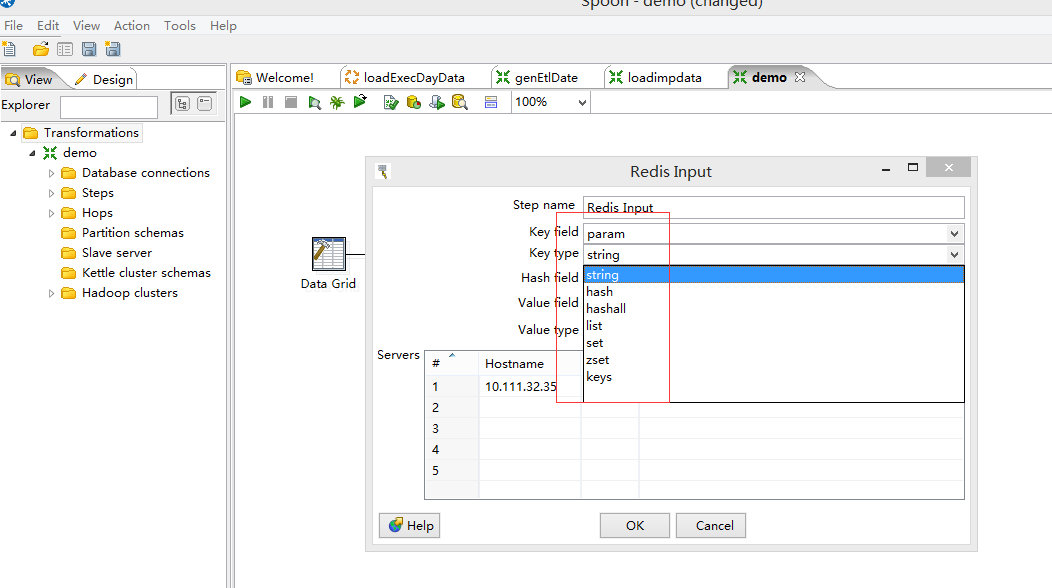 Spoon - demo (changed)
File Edit View Action Tools Help
View Design
Welcome! loadExecDayData genEtlDate loadimpdata demo
Explorer
100%
Transformations
demo
Database connections
Steps
Hops
Partition schemas
Slave server
Kettle cluster schemas
Hadoop clusters
Data Grid
Redis Input
Step name Redis Input
Key field param
Key type string
Hash field
Value field
Value type
string
hash
hashall
list
set
zset
keys
Servers
# Hostname
1 10.111.32.35
2
3
4
5
Help OK Cancel